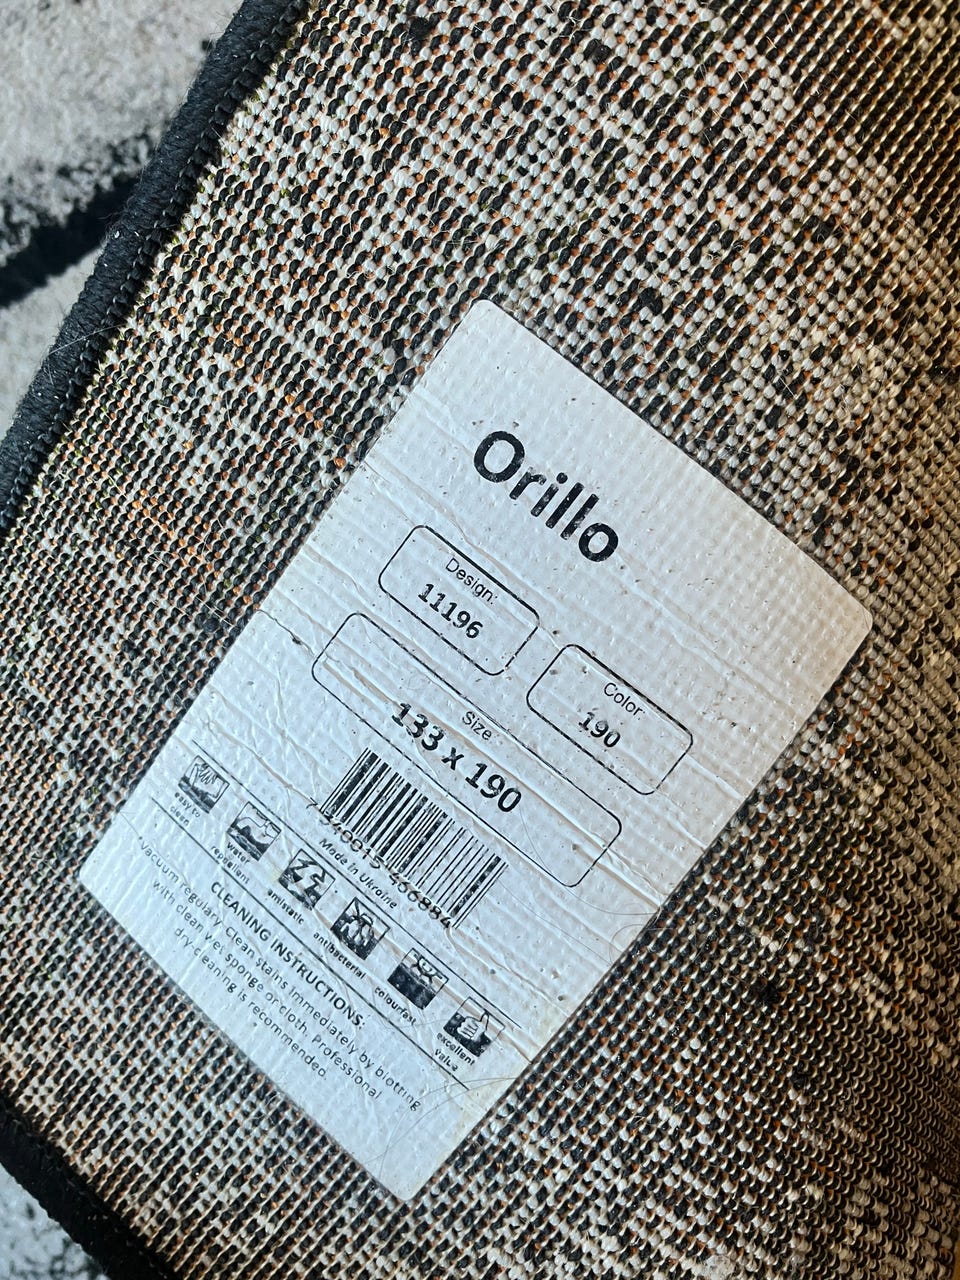 Orillo
Design:
11196
Color:
190
Size:
133 x 190
Made in Ukraine
easy to
clean
water
repellent
antistatic
antibacterial
colourfast
excellent
value
CLEANING INSTRUCTIONS:
Vacuum regulary. Clean stains immediately by blotting
with clean wet sponge or cloth. Professional
dry-cleaning is recommended.